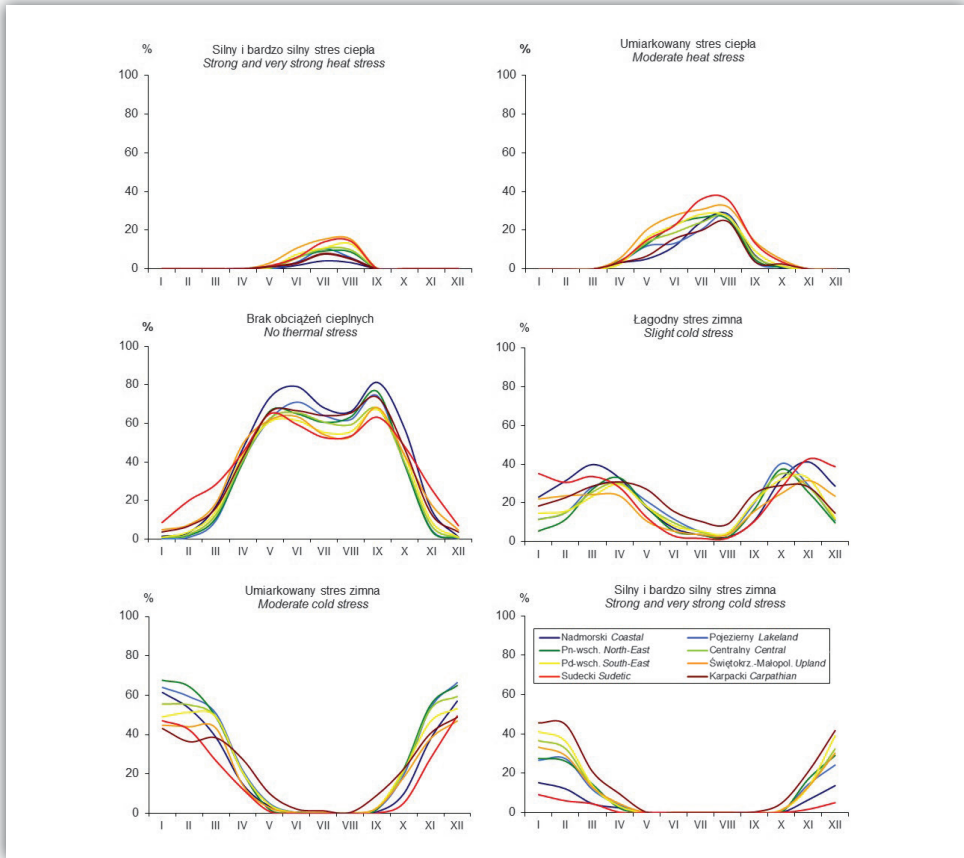 %
Silny i bardzo silny stres ciepła
Strong and very strong heat stress
100
80
60
40
20
0
I II III IV V VI VII VIII IX X XI XII
%
Umiarkowany stres ciepła
Moderate heat stress
100
80
60
40
20
0
I II III IV V VI VII VIII IX X XI XII
%
Brak obciążeń cieplnych
No thermal stress
100
80
60
40
20
0
I II III IV V VI VII VIII IX X XI XII
%
Łagodny stres zimna
Slight cold stress
100
80
60
40
20
0
I II III IV V VI VII VIII IX X XI XII
%
Umiarkowany stres zimna
Moderate cold stress
100
80
60
40
20
0
I II III IV V VI VII VIII IX X XI XII
%
Silny i bardzo silny stres zimna
Strong and very strong cold stress
100
80
60
40
20
0
Nadmorski Coastal
Pojezierny Lakeland
Pn-wsch. North-East
Centralny Central
Pd-wsch. South-East
Świętokrz.-Małopol. Upland
Sudecki Sudetic
Karpacki Carpathian
I II III IV V VI VII VIII IX X XI XII